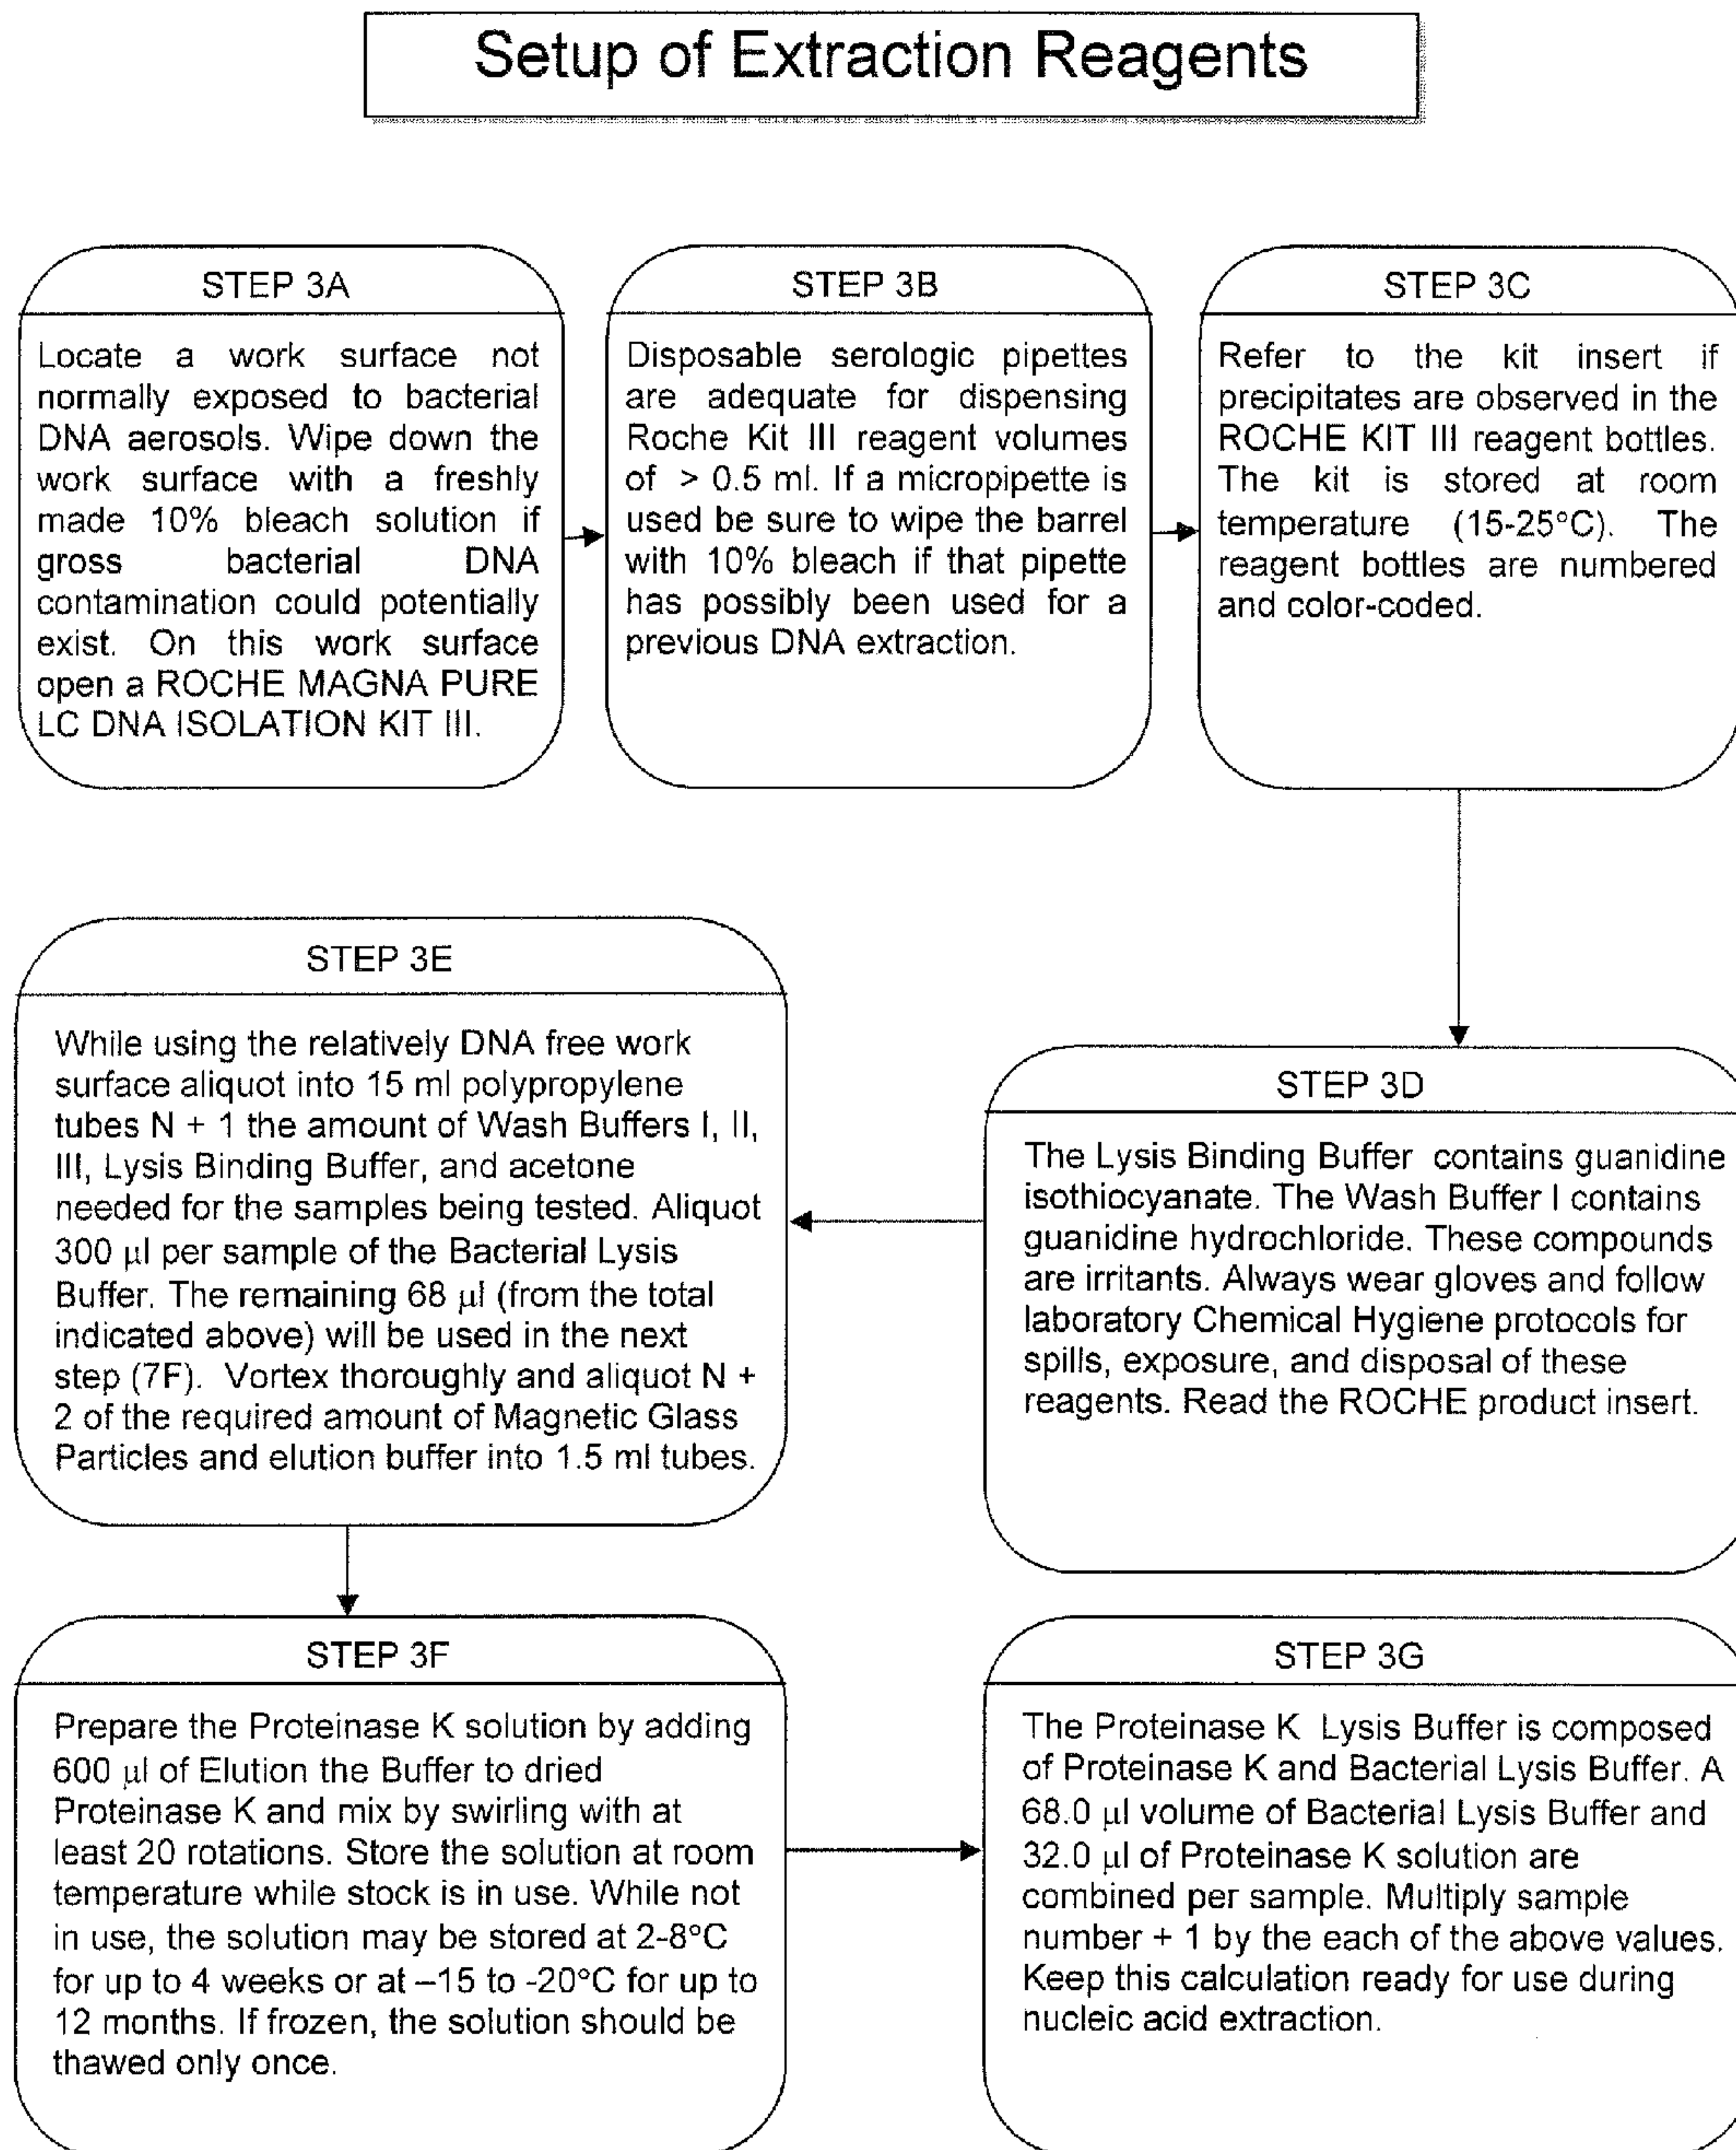 Setup of Extraction Reagents
STEP 3A
Locate a work surface not
normally exposed to bacterial
DNA aerosols. Wipe down the
work surface with a freshly
made 10% bleach solution if
gross bacterial DNA
contamination could potentially
exist. On this work surface
open a ROCHE MAGNA PURE
LC DNA ISOLATION KIT III.
STEP 3B
Disposable serologic pipettes
are adequate for dispensing
Roche Kit III reagent volumes
of > 0.5 ml. If a micropipette is
used be sure to wipe the barrel
with 10% bleach if that pipette
has possibly been used for a
previous DNA extraction.
STEP 3C
Refer to the kit insert if
precipitates are observed in the
ROCHE KIT III reagent bottles.
The kit is stored at room
temperature (15-25°C). The
reagent bottles are numbered
and color-coded.
STEP 3D
The Lysis Binding Buffer contains guanidine
isothiocyanate. The Wash Buffer I contains
guanidine hydrochloride. These compounds
are irritants. Always wear gloves and follow
laboratory Chemical Hygiene protocols for
spills, exposure, and disposal of these
reagents. Read the ROCHE product insert.
STEP 3E
While using the relatively DNA free work
surface aliquot into 15 ml polypropylene
tubes N + 1 the amount of Wash Buffers I, II,
III, Lysis Binding Buffer, and acetone
needed for the samples being tested. Aliquot
300 µl per sample of the Bacterial Lysis
Buffer. The remaining 68 µl (from the total
indicated above) will be used in the next
step (7F). Vortex thoroughly and aliquot N +
2 of the required amount of Magnetic Glass
Particles and elution buffer into 1.5 ml tubes.
STEP 3F
Prepare the Proteinase K solution by adding
600 µl of Elution the Buffer to dried
Proteinase K and mix by swirling with at
least 20 rotations. Store the solution at room
temperature while stock is in use. While not
in use, the solution may be stored at 2-8°C
for up to 4 weeks or at –15 to -20°C for up to
12 months. If frozen, the solution should be
thawed only once.
STEP 3G
The Proteinase K Lysis Buffer is composed
of Proteinase K and Bacterial Lysis Buffer. A
68.0 µl volume of Bacterial Lysis Buffer and
32.0 µl of Proteinase K solution are
combined per sample. Multiply sample
number + 1 by the each of the above values.
Keep this calculation ready for use during
nucleic acid extraction.